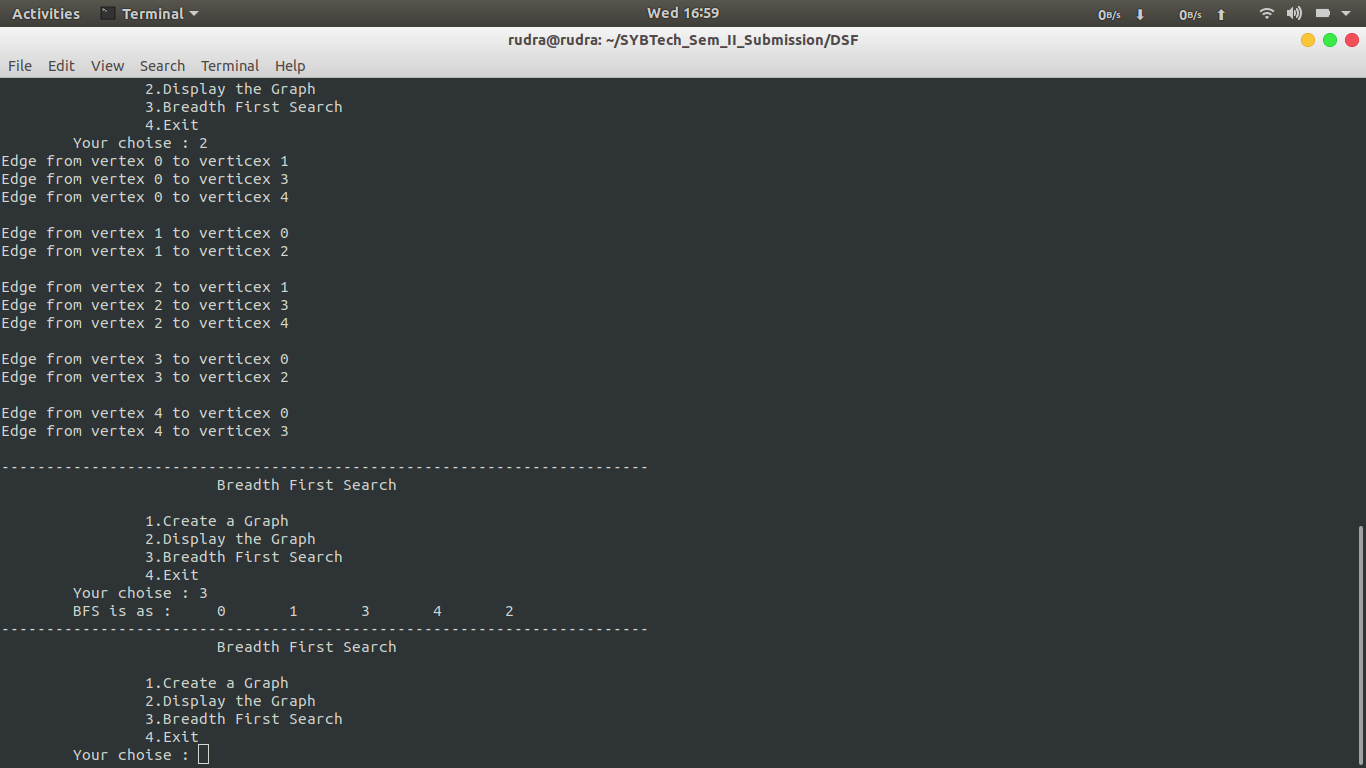 Activities Terminal Wed 16:59 0B/s ⬇ 0B/s ⬆
rudra@rudra: ~/SYBTech_Sem_II_Submission/DSF
File Edit View Search Terminal Help
2.Display the Graph
3.Breadth First Search
4.Exit
Your choise : 2
Edge from vertex 0 to verticex 1
Edge from vertex 0 to verticex 3
Edge from vertex 0 to verticex 4
Edge from vertex 1 to verticex 0
Edge from vertex 1 to verticex 2
Edge from vertex 2 to verticex 1
Edge from vertex 2 to verticex 3
Edge from vertex 2 to verticex 4
Edge from vertex 3 to verticex 0
Edge from vertex 3 to verticex 2
Edge from vertex 4 to verticex 0
Edge from vertex 4 to verticex 3
------------------------------------------------------------------------
Breadth First Search
1.Create a Graph
2.Display the Graph
3.Breadth First Search
4.Exit
Your choise : 3
BFS is as : 0 1 3 4 2
------------------------------------------------------------------------
Breadth First Search
1.Create a Graph
2.Display the Graph
3.Breadth First Search
4.Exit
Your choise :